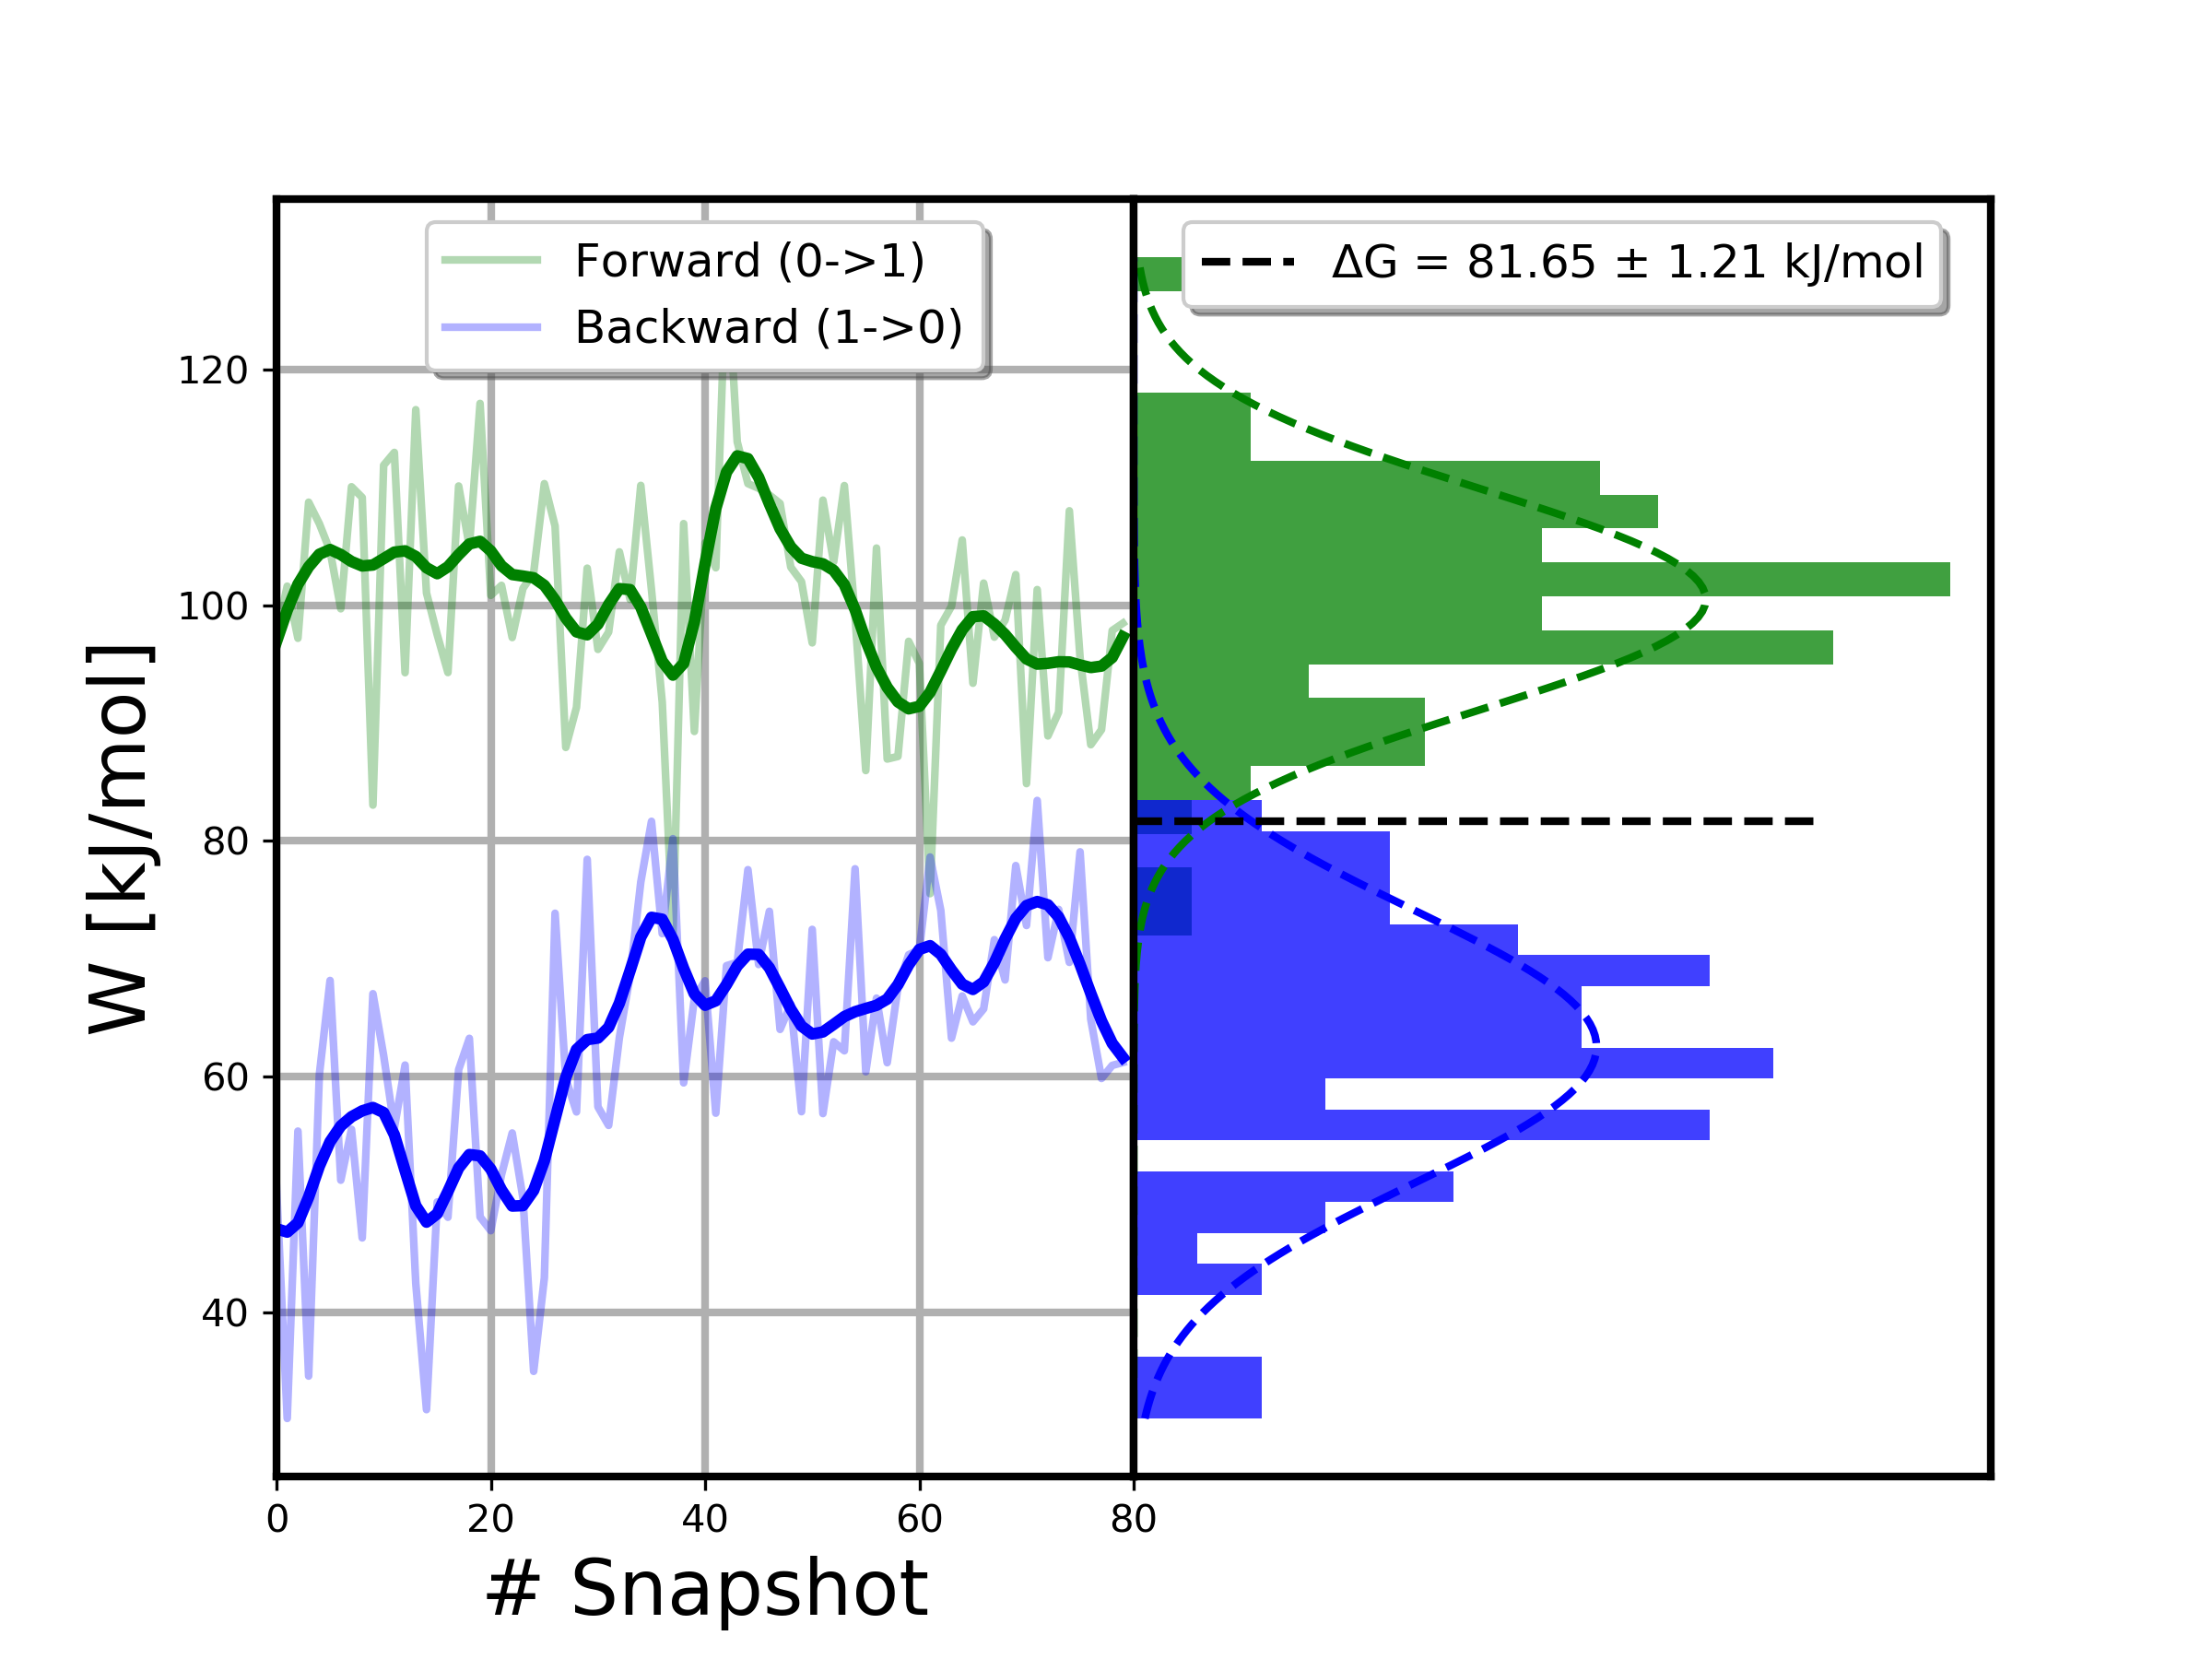 Forward (0->1)
Backward (1->0)
ΔG = 81.65 ± 1.21 kJ/mol
W [kJ/mol]
120
100
80
60
40
0
20
40
60
80
# Snapshot